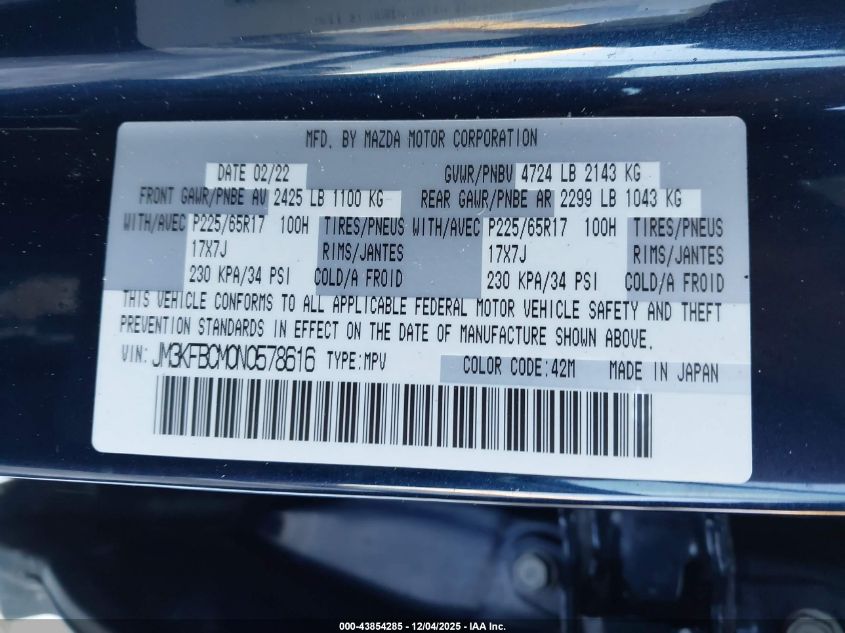 MFD. BY MAZDA MOTOR CORPORATION
DATE 02/22 GVWR/PNBV 4724 LB 2143 KG
FRONT GAWR/PNBE AV 2425 LB 1100 KG REAR GAWR/PNBE AR 2299 LB 1043 KG
WITH/AVEC P225/65R17 100H TIRES/PNEUS WITH/AVEC P225/65R17 100H TIRES/PNEUS
17X7J RIMS/JANTES 17X7J RIMS/JANTES
230 KPA/34 PSI COLD/A FROID 230 KPA/34 PSI COLD/A FROID
THIS VEHICLE CONFORMS TO ALL APPLICABLE FEDERAL MOTOR VEHICLE SAFETY AND THEFT
PREVENTION STANDARDS IN EFFECT ON THE DATE OF MANUFACTURE SHOWN ABOVE.
VIN: JM3KFBCM0N0578616 TYPE:MPV COLOR CODE:42M MADE IN JAPAN
000-43854285 - 12/04/2025 - IAA Inc.